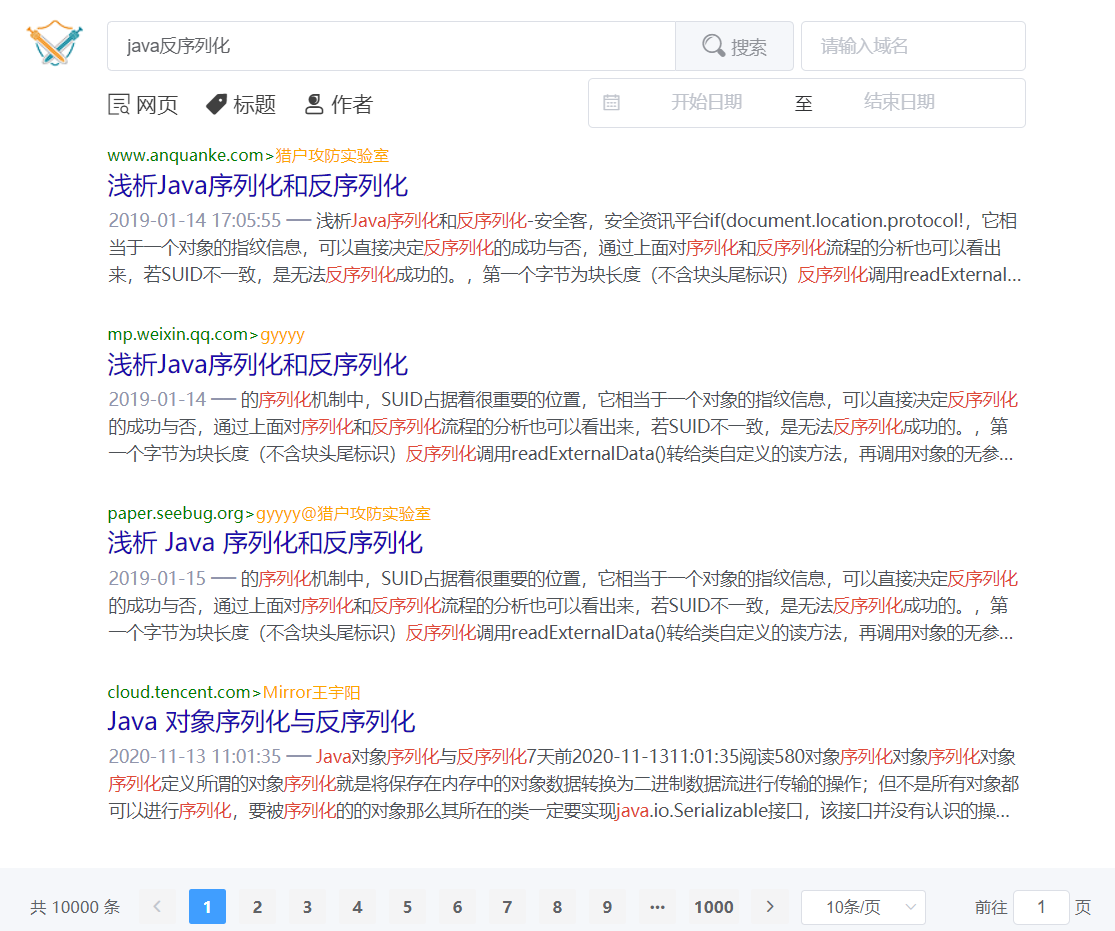 java反序列化
搜索
请输入域名
网页 标题 作者
开始日期 至 结束日期
www.anquanke.com>猎户攻防实验室
浅析Java序列化和反序列化
2019-01-14 17:05:55 — 浅析Java序列化和反序列化-安全客，安全资讯平台if(document.location.protocol!，它相
当于一个对象的指纹信息，可以直接决定反序列化的成功与否，通过上面对序列化和反序列化流程的分析也可以看出
来，若SUID不一致，是无法反序列化成功的。，第一个字节为块长度（不含块头尾标识）反序列化调用readExternal...
mp.weixin.qq.com>gyyyy
浅析Java序列化和反序列化
2019-01-14 — 的序列化机制中，SUID占据着很重要的位置，它相当于一个对象的指纹信息，可以直接决定反序列化
的成功与否，通过上面对序列化和反序列化流程的分析也可以看出来，若SUID不一致，是无法反序列化成功的。，第
一个字节为块长度（不含块头尾标识）反序列化调用readExternalData()转给类自定义的读方法，再调用对象的无参...
paper.seebug.org>gyyyy@猎户攻防实验室
浅析 Java 序列化和反序列化
2019-01-15 — 的序列化机制中，SUID占据着很重要的位置，它相当于一个对象的指纹信息，可以直接决定反序列化
的成功与否，通过上面对序列化和反序列化流程的分析也可以看出来，若SUID不一致，是无法反序列化成功的。，第
一个字节为块长度（不含块头尾标识）反序列化调用readExternalData()转给类自定义的读方法，再调用对象的无参...
cloud.tencent.com>Mirror王宇阳
Java 对象序列化与反序列化
2020-11-13 11:01:35 — Java对象序列化与反序列化7天前2020-11-1311:01:35阅读580对象序列化对象序列化对象
序列化定义所谓的对象序列化就是将保存在内存中的对象数据转换为二进制数据流进行传输的操作；但不是所有对象都
可以进行序列化，要被序列化的的对象那么其所在的类一定要实现java.io.Serializable接口，该接口并没有认识的操...
共 10000 条 < 1 2 3 4 5 6 7 8 9 ... 1000 > 10条/页 前往 1 页